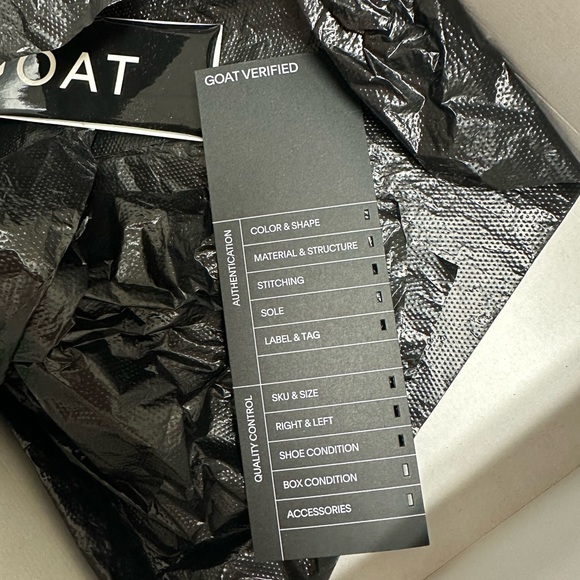 GOAT
GOAT VERIFIED
AUTHENTICATION
COLOR & SHAPE
MATERIAL & STRUCTURE
STITCHING
SOLE
LABEL & TAG
QUALITY CONTROL
SKU & SIZE
RIGHT & LEFT
SHOE CONDITION
BOX CONDITION
ACCESSORIES